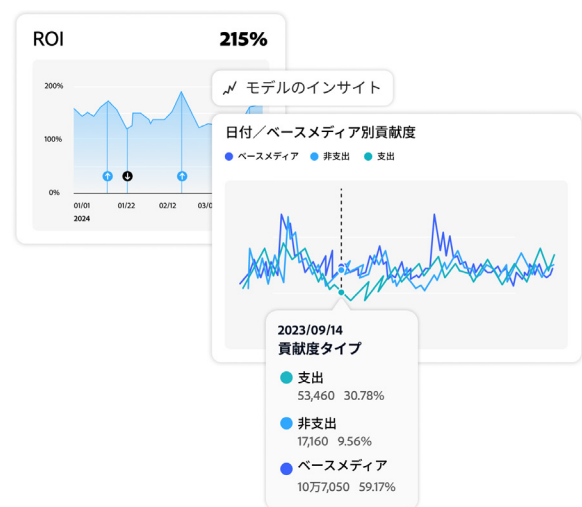 ROI 215%
200%
100%
0%
01/01 01/22 02/12 03/0
2024
モデルのインサイト
日付／ベースメディア別貢献度
ベースメディア 非支出 支出
2023/09/14
貢献度タイプ
支出
53,460 30.78%
非支出
17,160 9.56%
ベースメディア
10万7,050 59.17%